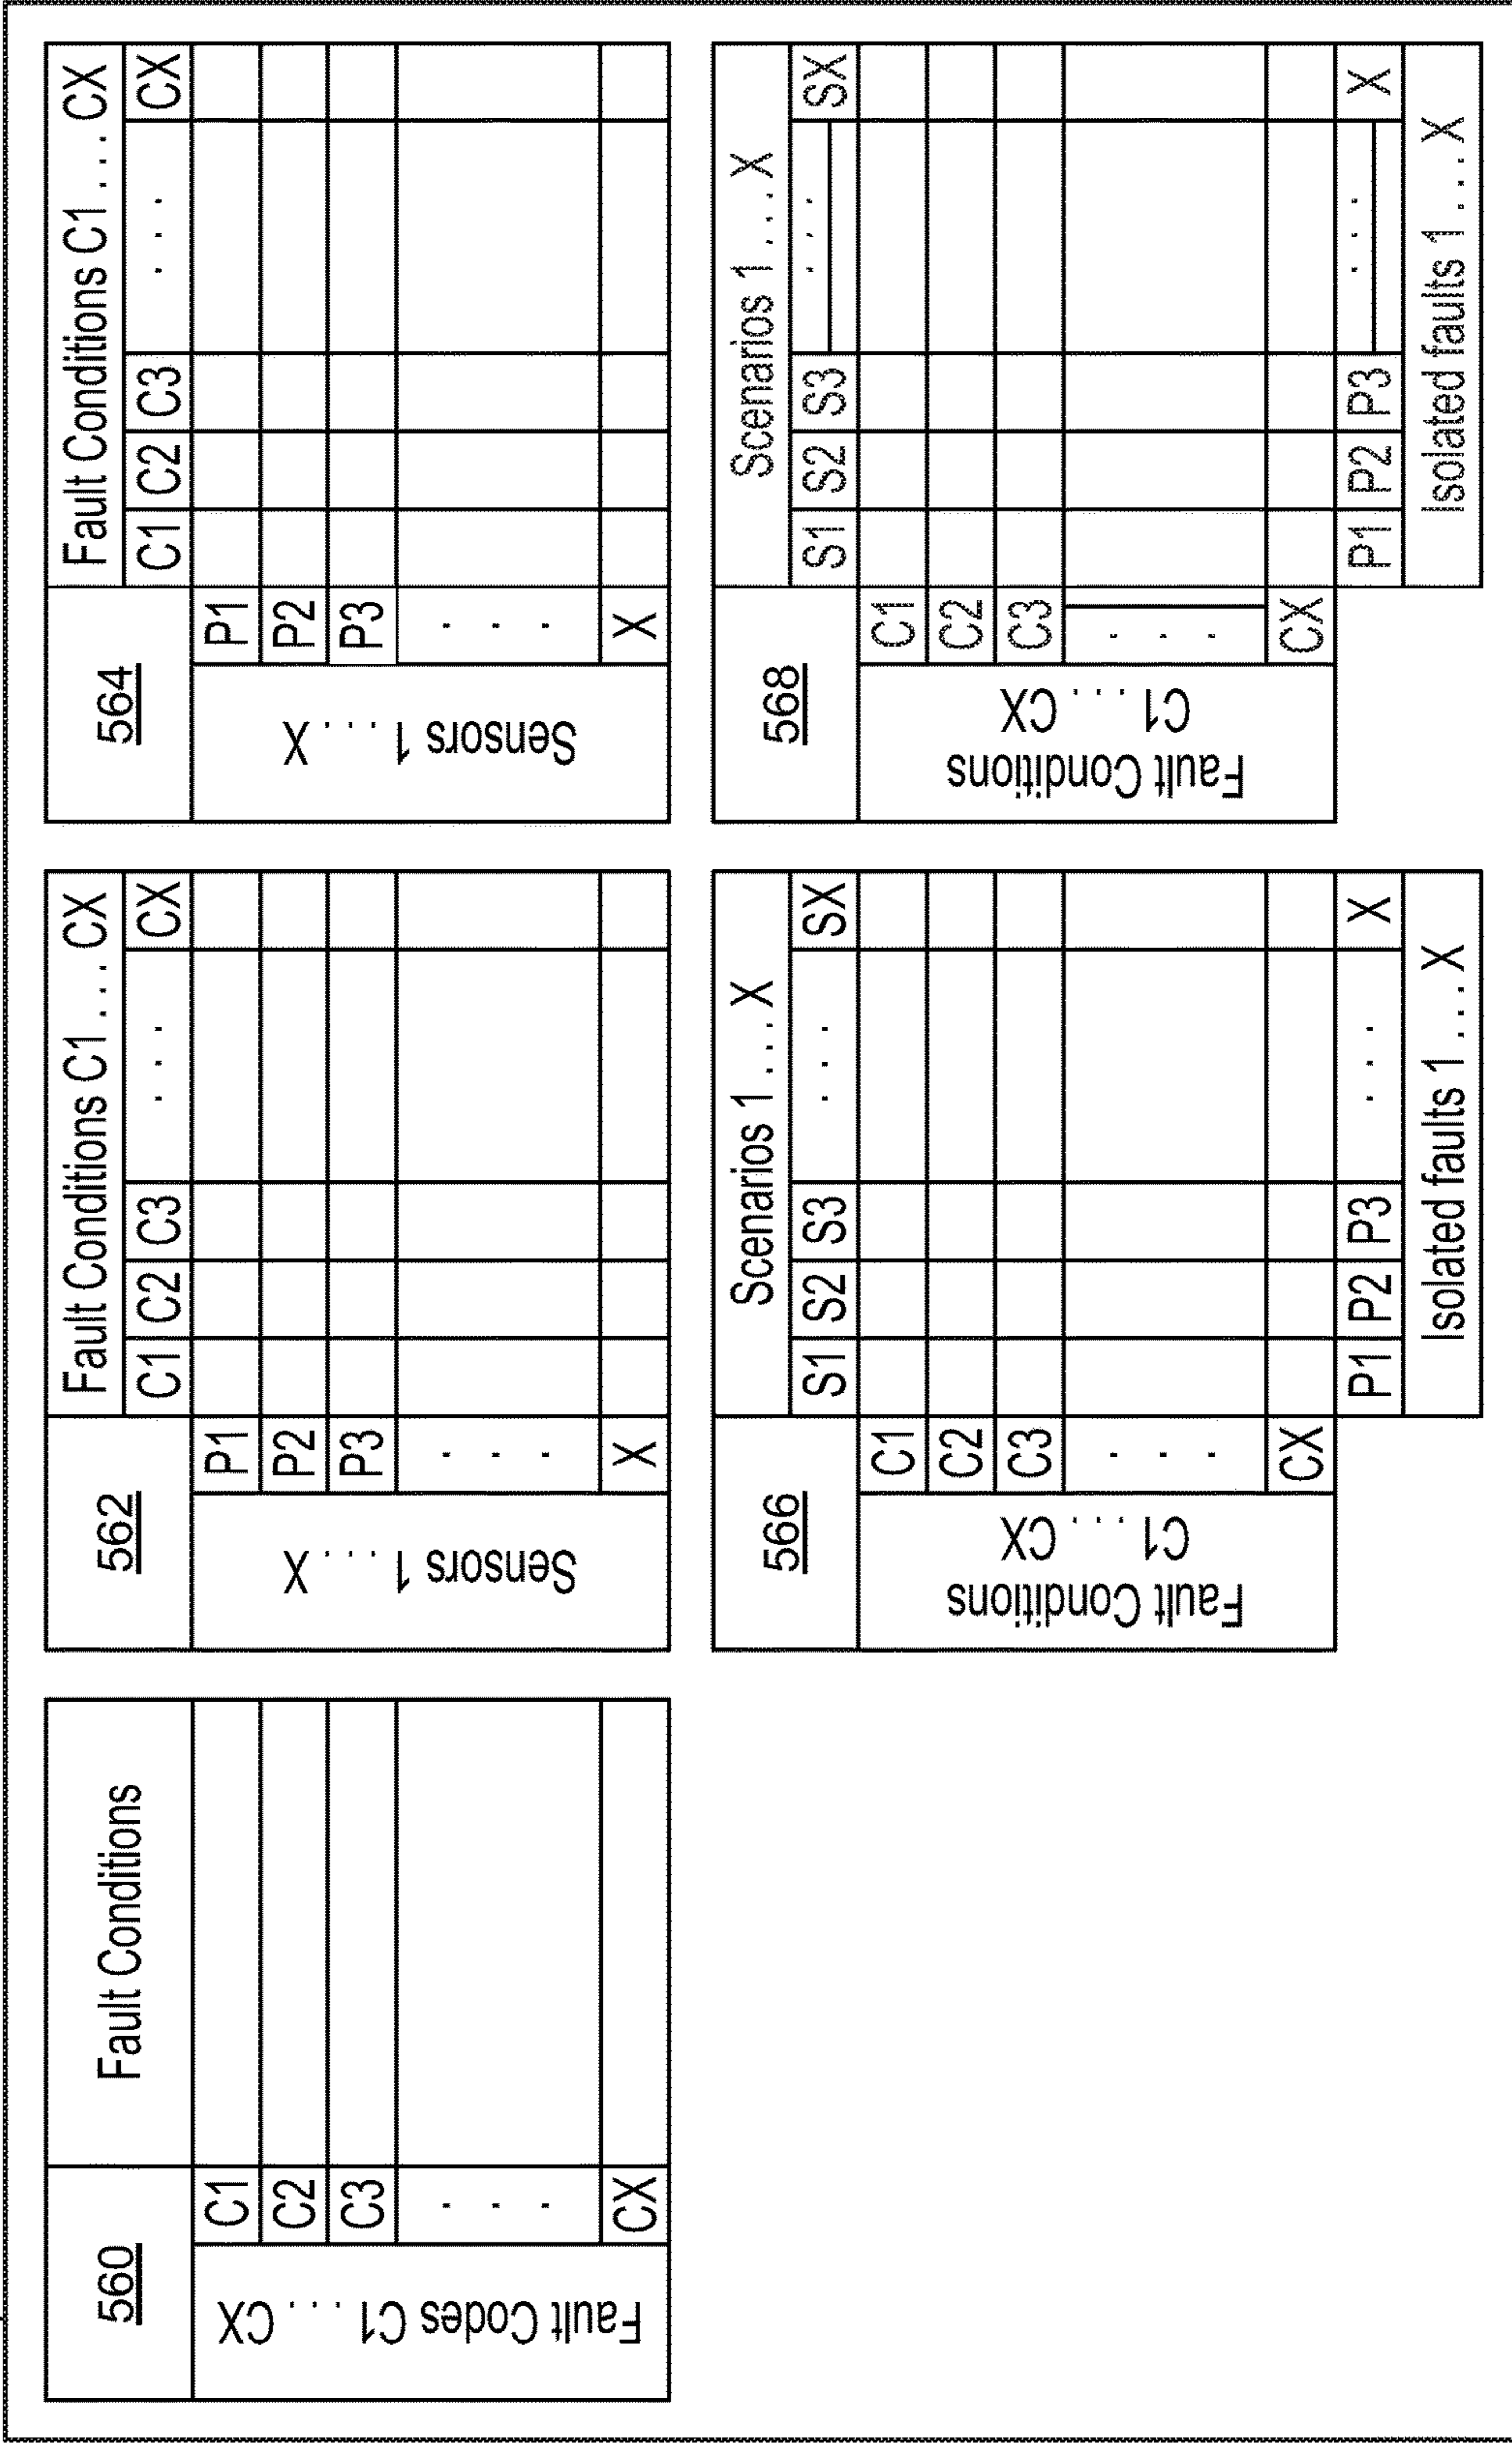 560
Fault Conditions
Fault Codes C1 . . . CX
C1
C2
C3
. . .
CX
562
Fault Conditions C1 . . . CX
C1 C2 C3 . . . CX
Sensors 1 . . . X
P1
P2
P3
. . .
X
564
Fault Conditions C1 . . . CX
C1 C2 C3 . . . CX
Sensors 1 . . . X
P1
P2
P3
. . .
X
566
Scenarios 1 . . . X
S1 S2 S3 . . . SX
Fault Conditions
C1 . . . CX
C1
C2
C3
. . .
CX
P1 P2 P3 . . . X
Isolated faults 1 . . . X
568
Scenarios 1 . . . X
S1 S2 S3 . . . SX
Fault Conditions
C1 . . . CX
C1
C2
C3
. . .
CX
P1 P2 P3 . . . X
Isolated faults 1 . . . X